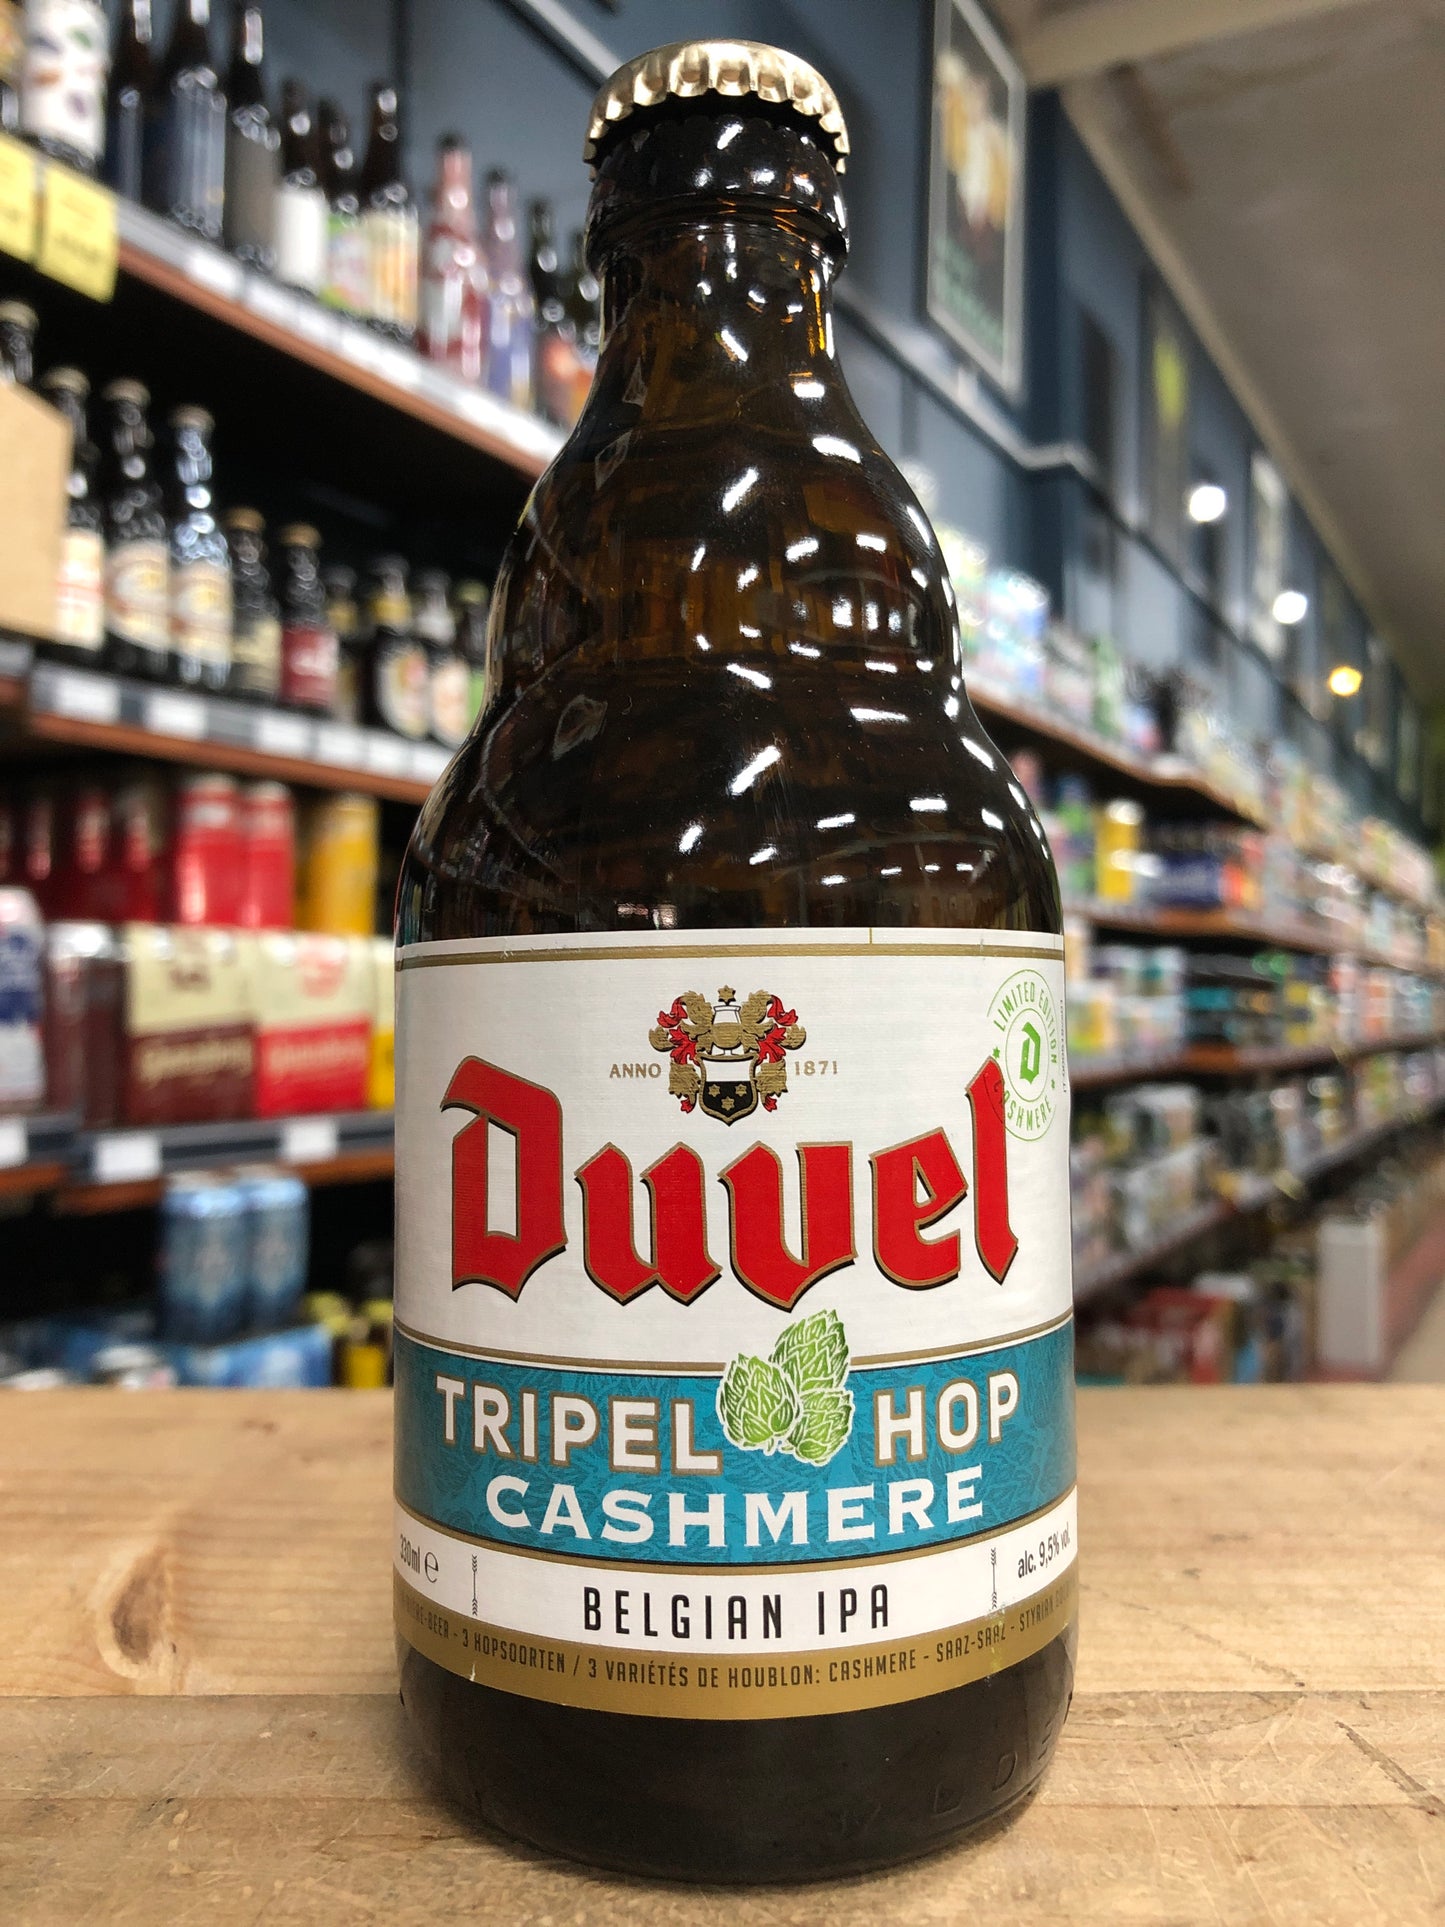 LIMITED EDITION
D
CASHMERE
ANNO 1871
Duvel
TRIPEL HOP
CASHMERE
330ml e
BELGIAN IPA
alc. 9,5% vol.
BEER - 3 HOPSOORTEN / 3 VARIÉTÉS DE HOUBLON: CASHMERE - SAAZ-SAAZ - STYRIAN